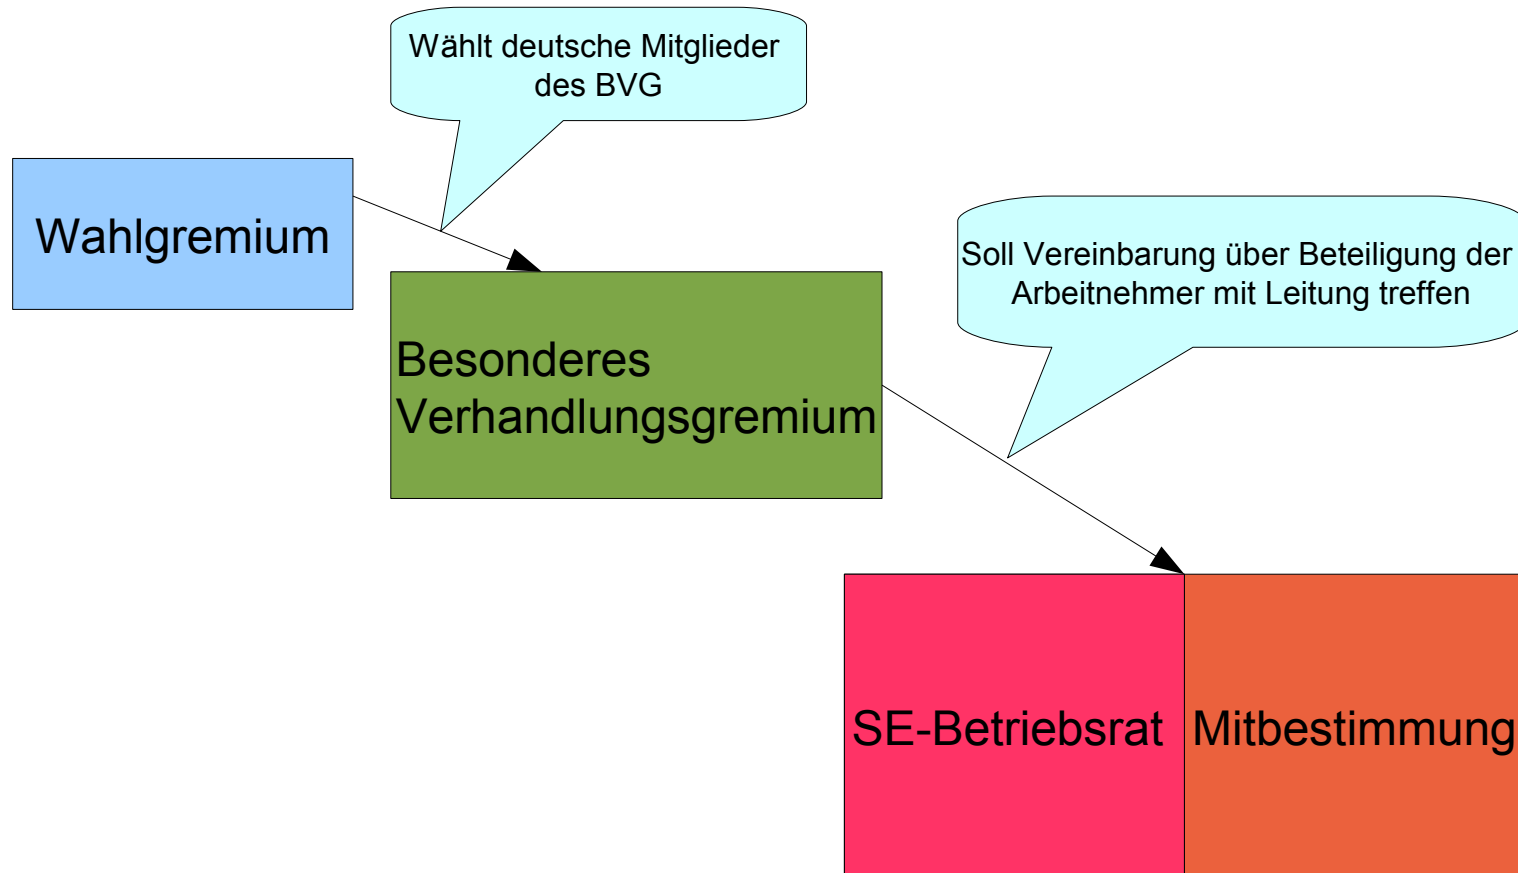 Wählt deutsche Mitglieder
des BVG
Wahlgremium
Soll Vereinbarung über Beteiligung der
Arbeitnehmer mit Leitung treffen
Besonderes
Verhandlungsgremium
SE-Betriebsrat
Mitbestimmung